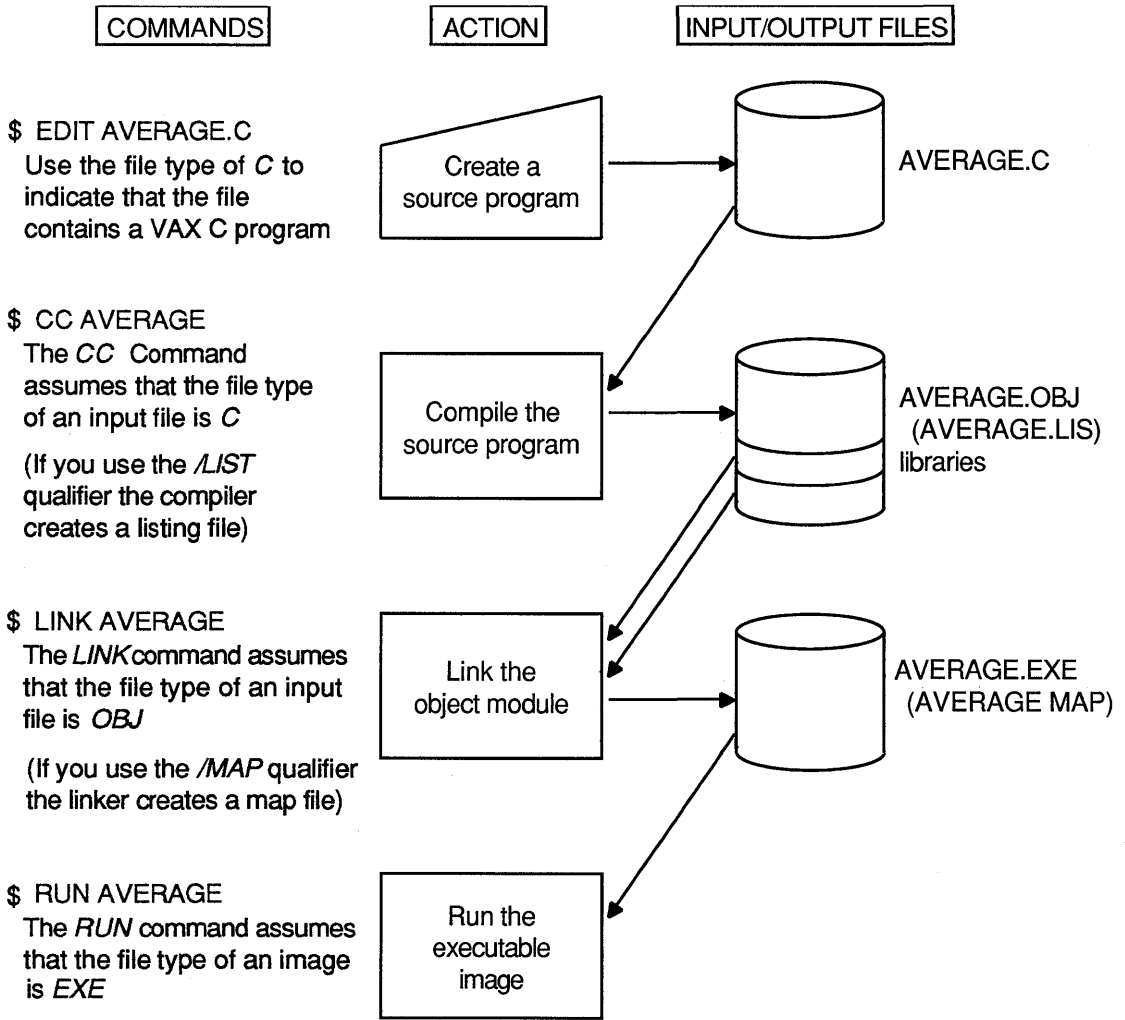 COMMANDS
ACTION
INPUT/OUTPUT FILES
$ EDIT AVERAGE.C
Use the file type of C to
indicate that the file
contains a VAX C program
Create a
source program
AVERAGE.C
$ CC AVERAGE
The CC Command
assumes that the file type
of an input file is C
(If you use the /LIST
qualifier the compiler
creates a listing file)
Compile the
source program
AVERAGE.OBJ
(AVERAGE.LIS)
libraries
$ LINK AVERAGE
The LINK command assumes
that the file type of an input
file is OBJ
(If you use the /MAP qualifier
the linker creates a map file)
Link the
object module
AVERAGE.EXE
(AVERAGE MAP)
$ RUN AVERAGE
The RUN command assumes
that the file type of an image
is EXE
Run the
executable
image